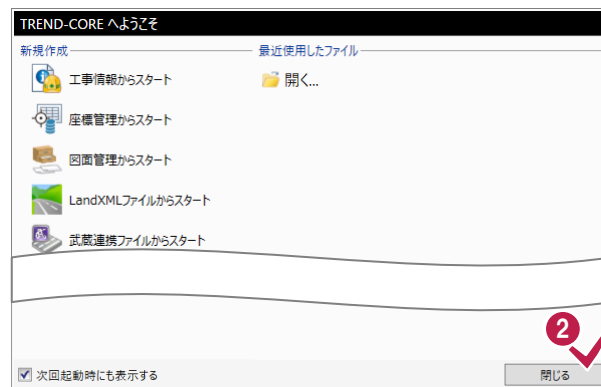 TREND-CORE へようこそ
新規作成
工事情報からスタート
座標管理からスタート
図面管理からスタート
LandXMLファイルからスタート
武蔵連携ファイルからスタート
最近使用したファイル
開く...
2
次回起動時にも表示する
閉じる